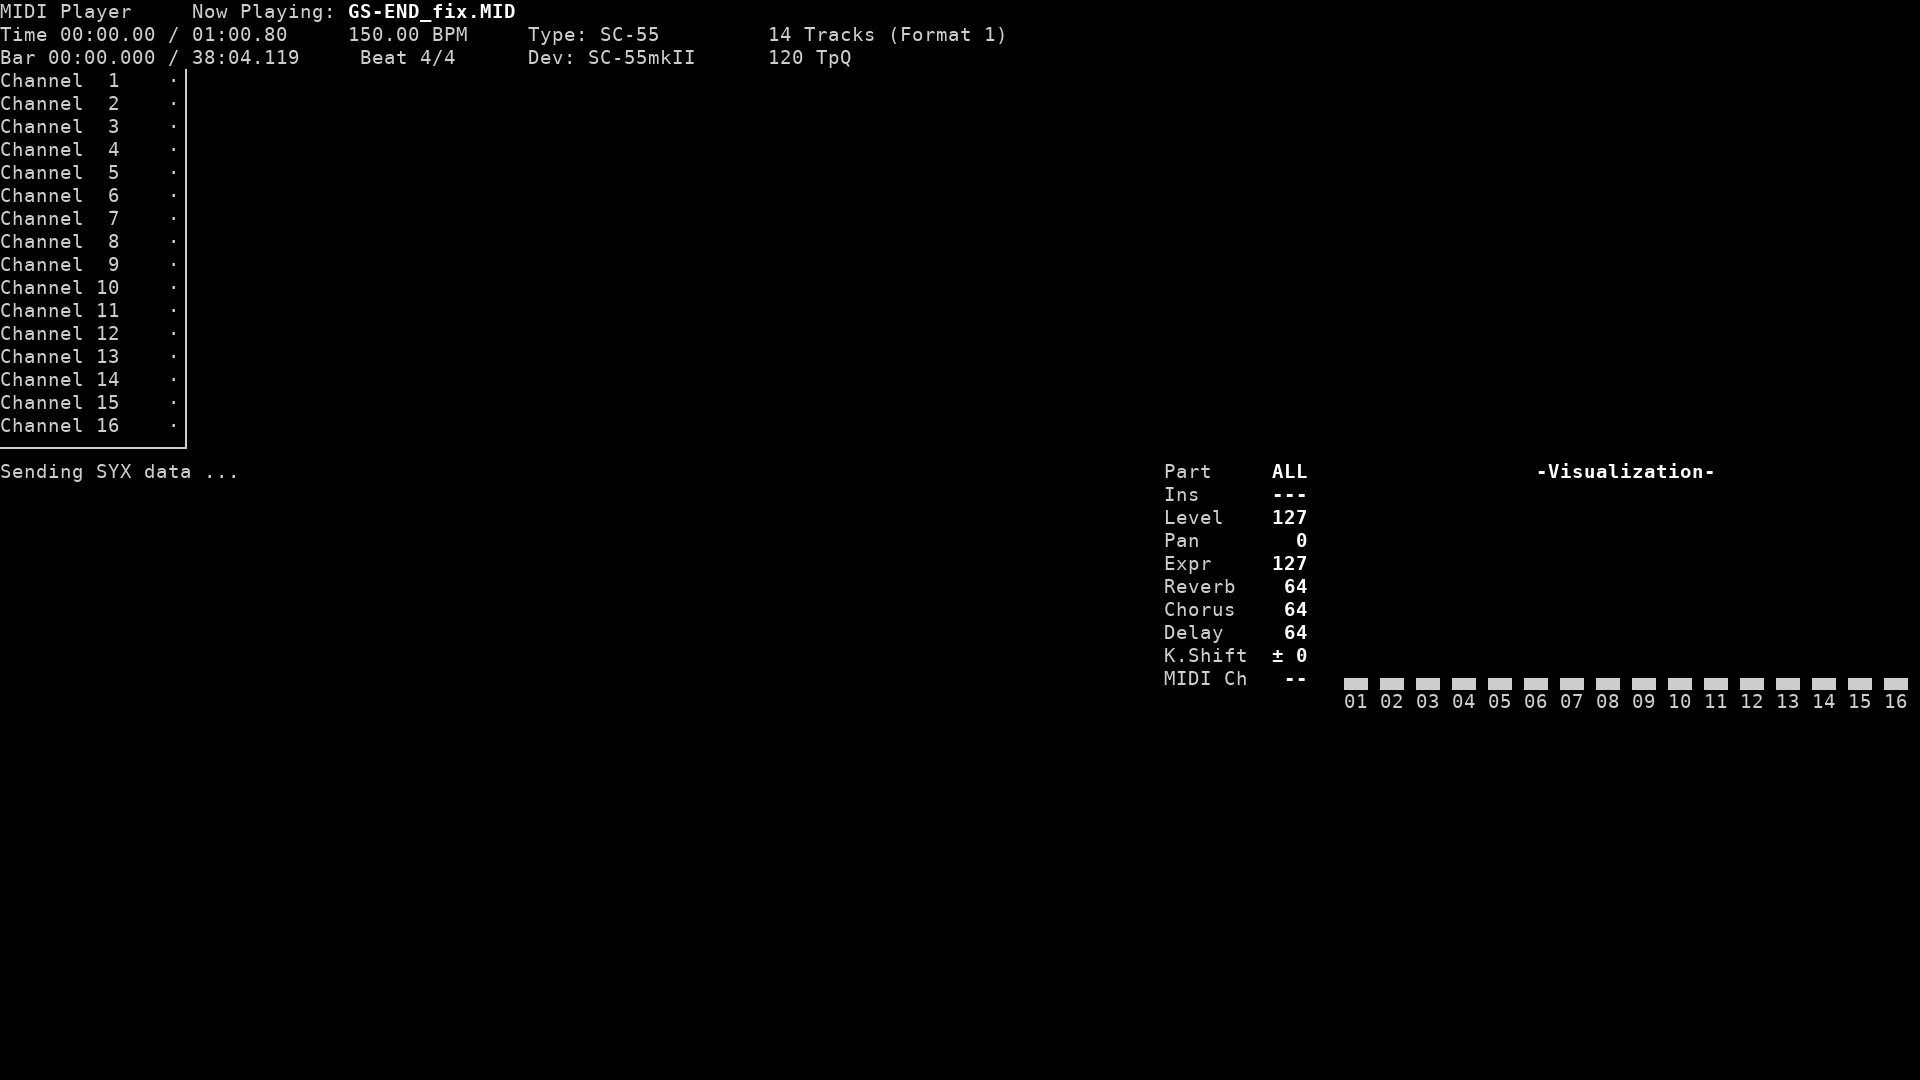 MIDI Player     Now Playing: GS-END_fix.MID
Time 00:00.00 / 01:00.80     150.00 BPM     Type: SC-55         14 Tracks (Format 1)
Bar 00:00.000 / 38:04.119     Beat 4/4      Dev: SC-55mkII      120 TpQ
Channel  1    ·
Channel  2    ·
Channel  3    ·
Channel  4    ·
Channel  5    ·
Channel  6    ·
Channel  7    ·
Channel  8    ·
Channel  9    ·
Channel 10    ·
Channel 11    ·
Channel 12    ·
Channel 13    ·
Channel 14    ·
Channel 15    ·
Channel 16    ·
Sending SYX data ...
Part     ALL
Ins      ---
Level    127
Pan        0
Expr     127
Reverb    64
Chorus    64
Delay     64
K.Shift  ± 0
MIDI Ch   --
-Visualization-
01 02 03 04 05 06 07 08 09 10 11 12 13 14 15 16